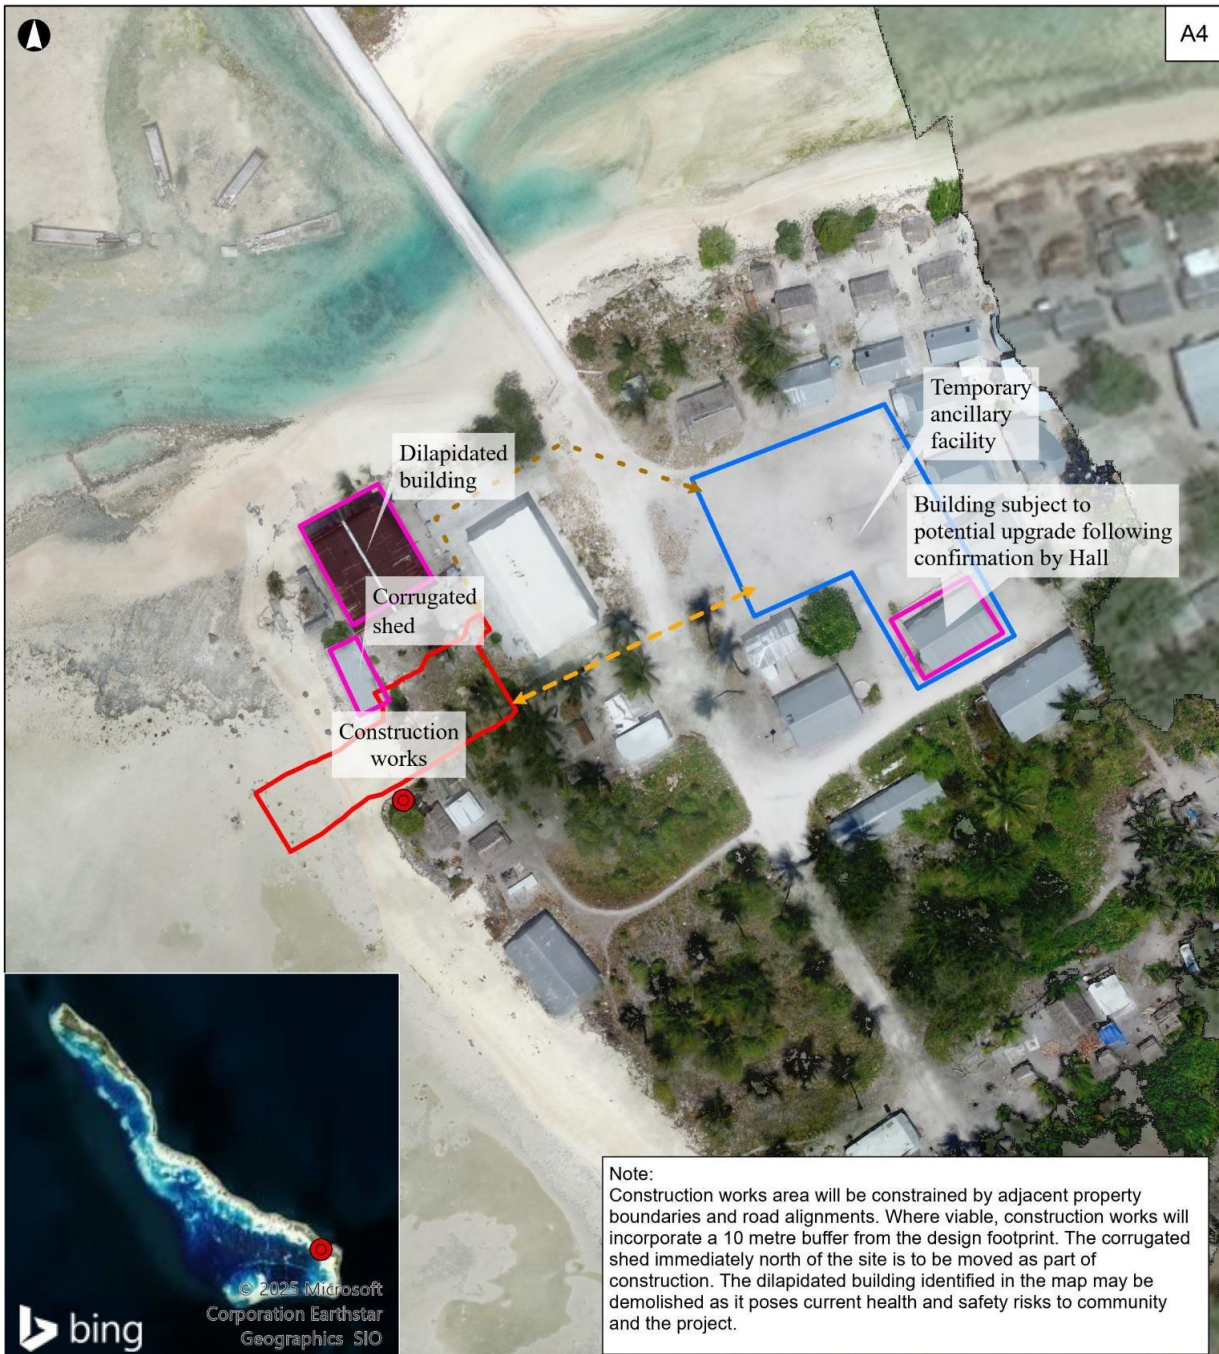 A4
Temporary
ancillary
facility
Dilapidated
building
Building subject to
potential upgrade following
confirmation by Hall
Corrugated
shed
Construction
works
© 2025 Microsoft
Corporation Earthstar
Geographics SIO
bing
Note:
Construction works area will be constrained by adjacent property
boundaries and road alignments. Where viable, construction works will
incorporate a 10 metre buffer from the design footprint. The corrugated
shed immediately north of the site is to be moved as part of
construction. The dilapidated building identified in the map may be
demolished as it poses current health and safety risks to community
and the project.